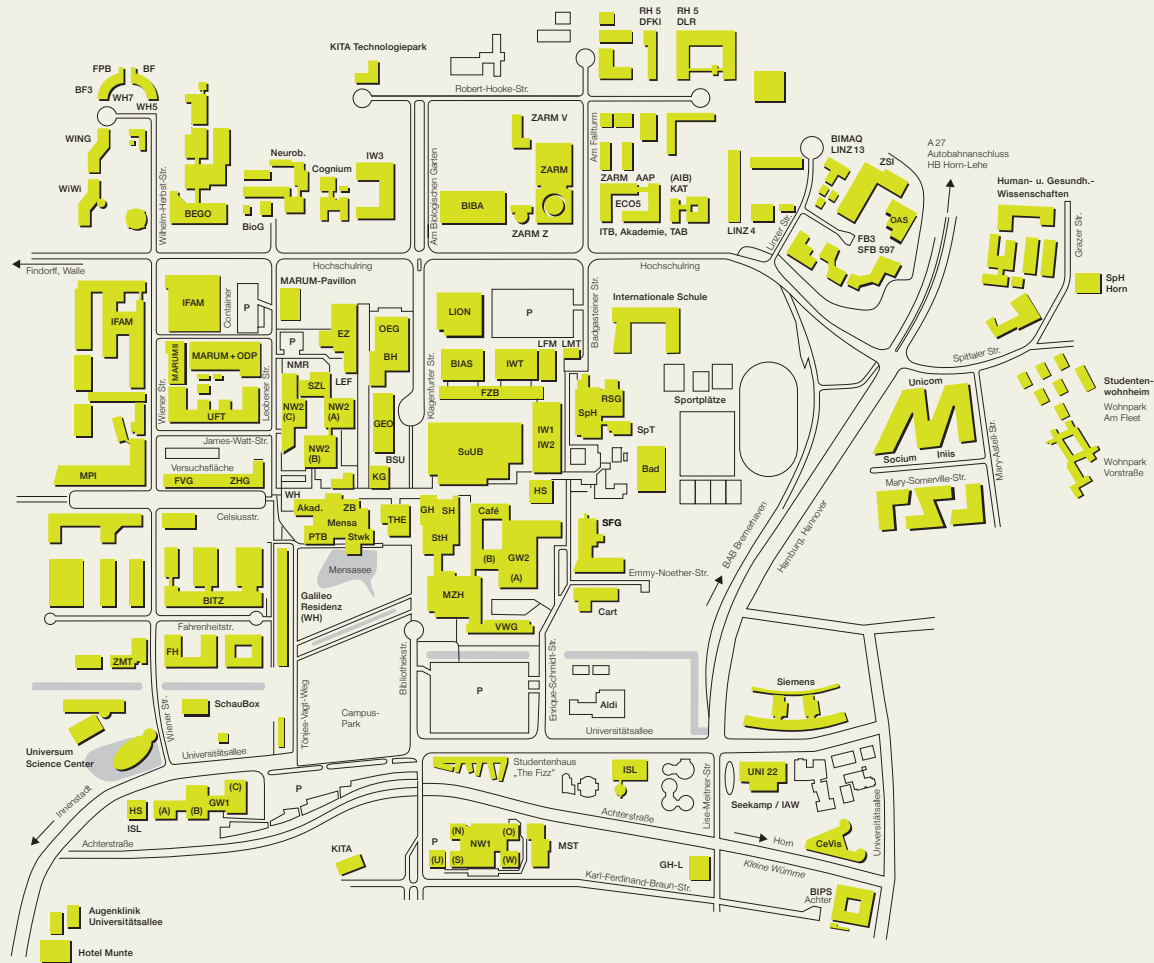 RH 5
DFKI
RH 5
DLR
KITA Technologiepark
FPB
BF
BF3
WH7
WH5
Robert-Hooke-Str.
WING
WiWi
Wilhelm-Herbst-Str.
BEGO
Neurob.
BioG
Cognium
IW3
Am Biologischen Garten
BIBA
ZARM V
ZARM
ZARM Z
Am Fallturm
ZARM
AAP
ECO5
(AIB)
KAT
ITB, Akademie, TAB
LINZ 4
Linzer Str.
BIMAQ
LINZ 13
ZSI
OAS
FB3
SFB 597
A 27
Autobahnanschluss
HB Horn-Lehe
Human- u. Gesundh.-
Wissenschaften
Grazer Str.
SpH
Horn
Findorff, Walle
Hochschulring
Hochschulring
IFAM
IFAM
Container
P
MARUM-Pavillon
P
EZ
OEG
BH
LION
P
Badgasteiner Str.
Internationale Schule
Spittaler Str.
Wiener Str.
MARUM II
MARUM + ODP
UFT
Leobener Str.
NMR
SZL
LEF
NW2
(C)
NW2
(A)
NW2
(B)
GEO
BSU
KG
Klagenfurter Str.
BIAS
IWT
LFM
LMT
FZB
SuUB
IW1
IW2
HS
SpH
RSG
SpT
Bad
Sportplätze
Unicom
Socium
Iniis
Mary-Astell-Str.
Mary-Somerville-Str.
Studenten-
wohnheim
Wohnpark
Am Fleet
Wohnpark
Vorstraße
James-Watt-Str.
Versuchsfläche
FVG
ZHG
MPI
Celsiusstr.
WH
Akad.
ZB
Mensa
PTB
Stwk
THE
Mensasee
GH
SH
StH
Café
(B)
GW2
(A)
MZH
VWG
SFG
Emmy-Noether-Str.
Cart
BAB Bremerhaven
Hamburg, Hannover
BITZ
Galileo
Residenz
(WH)
Fahrenheitstr.
ZMT
FH
Tönjes-Vagt-Weg
Campus-
Park
Bibliothekstr.
P
Enrique-Schmidt-Str.
Aldi
Universitätsallee
Siemens
Wiener Str.
SchauBox
Universitätsallee
Universum
Science Center
Innenstadt
HS
ISL
(A)
(B)
GW1
(C)
P
Achterstraße
Studentenhaus
„The Fizz“
ISL
Achterstraße
Lise-Meitner-Str
UNI 22
Seekamp / IAW
Universitätsallee
Horn
CeVis
Kleine Wümme
KITA
P
(U)
(N)
(S)
NW1
(O)
(W)
MST
GH-L
Karl-Ferdinand-Braun-Str.
BIPS
Achter
Augenklinik
Universitätsallee
Hotel Munte